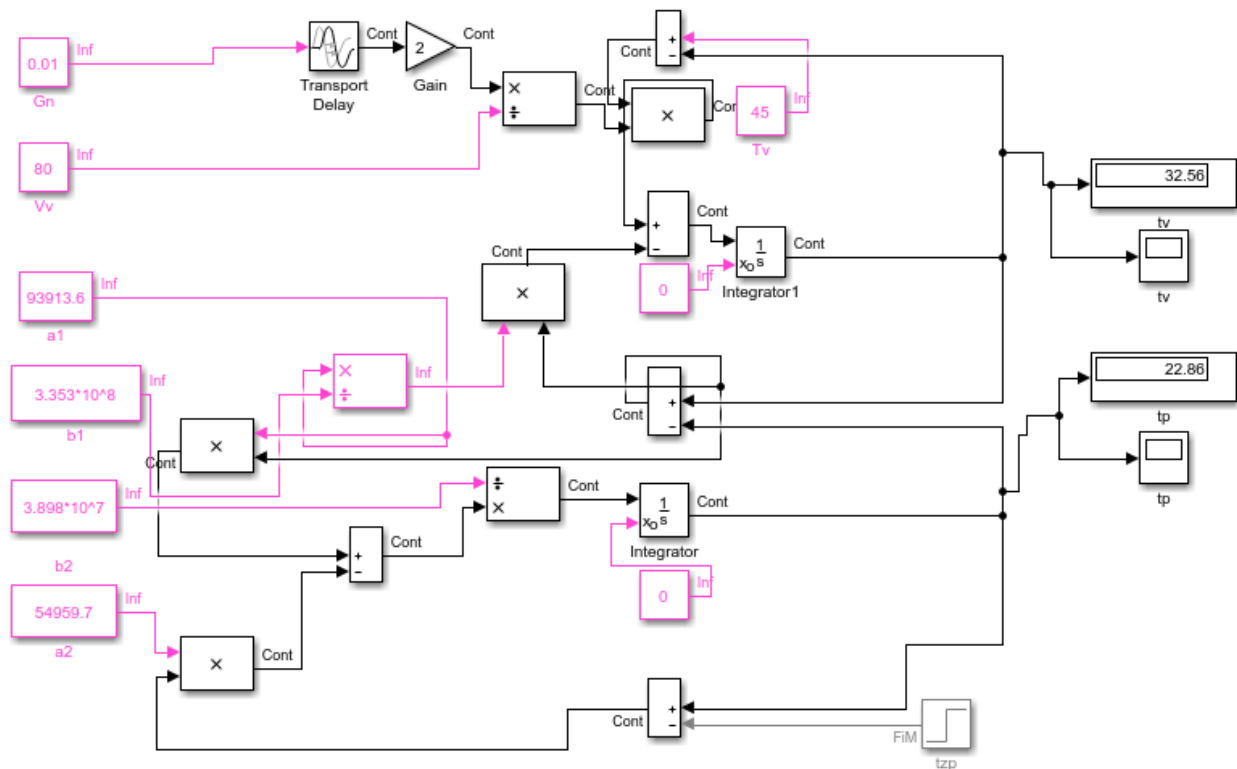 0.01
Inf
Gn
Transport
Delay
Cont
2
Gain
Cont
×
÷
Cont
+
−
Cont
×
Con
45
Inf
Tv
80
Inf
Vv
32.56
tv
tv
+
−
Cont
1
s
xo
Cont
Integrator1
0
Inf
Cont
×
93913.6
Inf
a1
3.353*10^8
Inf
b1
×
÷
Inf
+
−
Cont
22.86
tp
tp
×
Cont
3.898*10^7
Inf
b2
÷
×
Cont
1
s
xo
Cont
Integrator
0
Inf
+
−
Cont
54959.7
Inf
a2
×
Cont
+
−
Cont
FiM
tzp